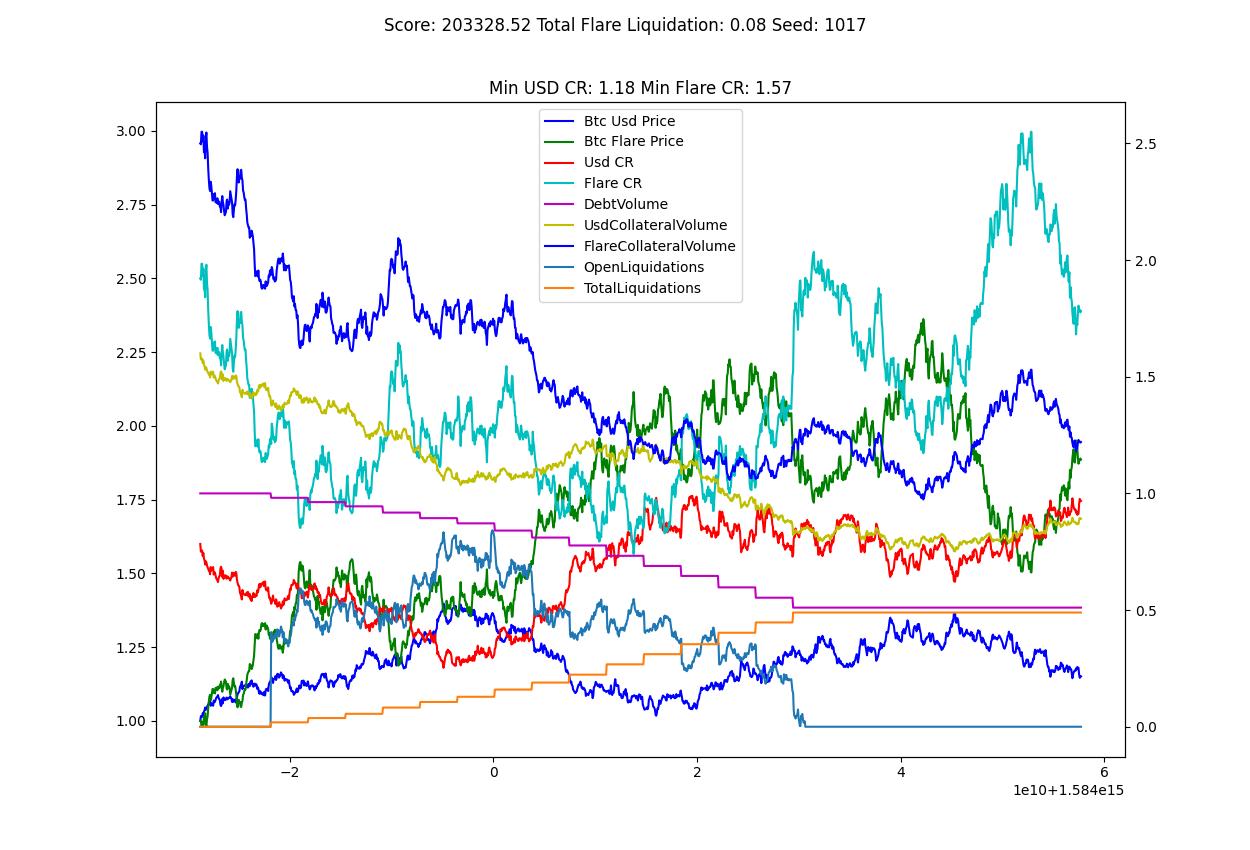 Score: 203328.52 Total Flare Liquidation: 0.08 Seed: 1017
Min USD CR: 1.18 Min Flare CR: 1.57
Btc Usd Price
Btc Flare Price
Usd CR
Flare CR
DebtVolume
UsdCollateralVolume
FlareCollateralVolume
OpenLiquidations
TotalLiquidations
3.00
2.75
2.50
2.25
2.00
1.75
1.50
1.25
1.00
2.5
2.0
1.5
1.0
0.5
0.0
−2 0 2 4 6
1e10+1.584e15